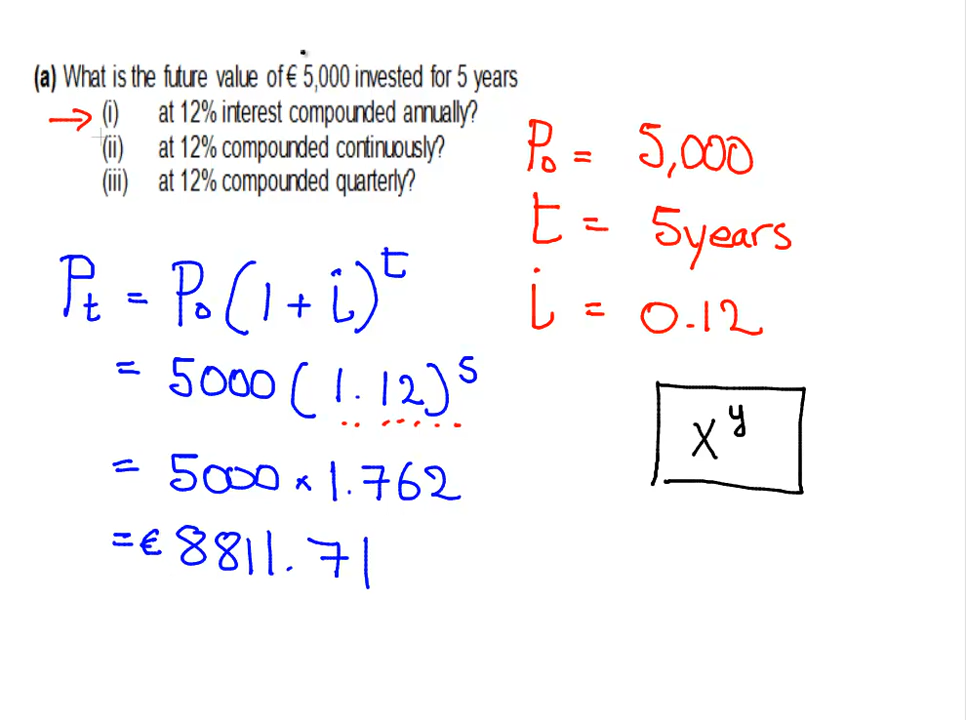 (a) What is the future value of € 5,000 invested for 5 years
(i) at 12% interest compounded annually?
(ii) at 12% compounded continuously?
(iii) at 12% compounded quarterly?
P₀ = 5,000
t = 5years
i = 0.12
Pt = P₀(1 + i)^t
= 5000(1.12)^5
= 5000 × 1.762
= € 8811.71
x^y